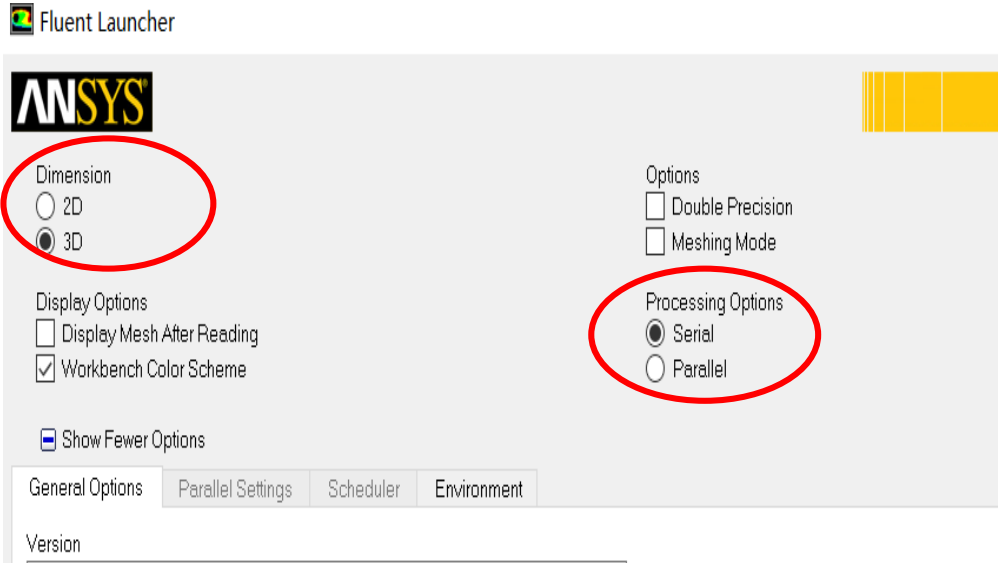 Fluent Launcher
ANSYS
Dimension
2D
3D
Options
Double Precision
Meshing Mode
Display Options
Display Mesh After Reading
Workbench Color Scheme
Processing Options
Serial
Parallel
Show Fewer Options
General Options Parallel Settings Scheduler Environment
Version